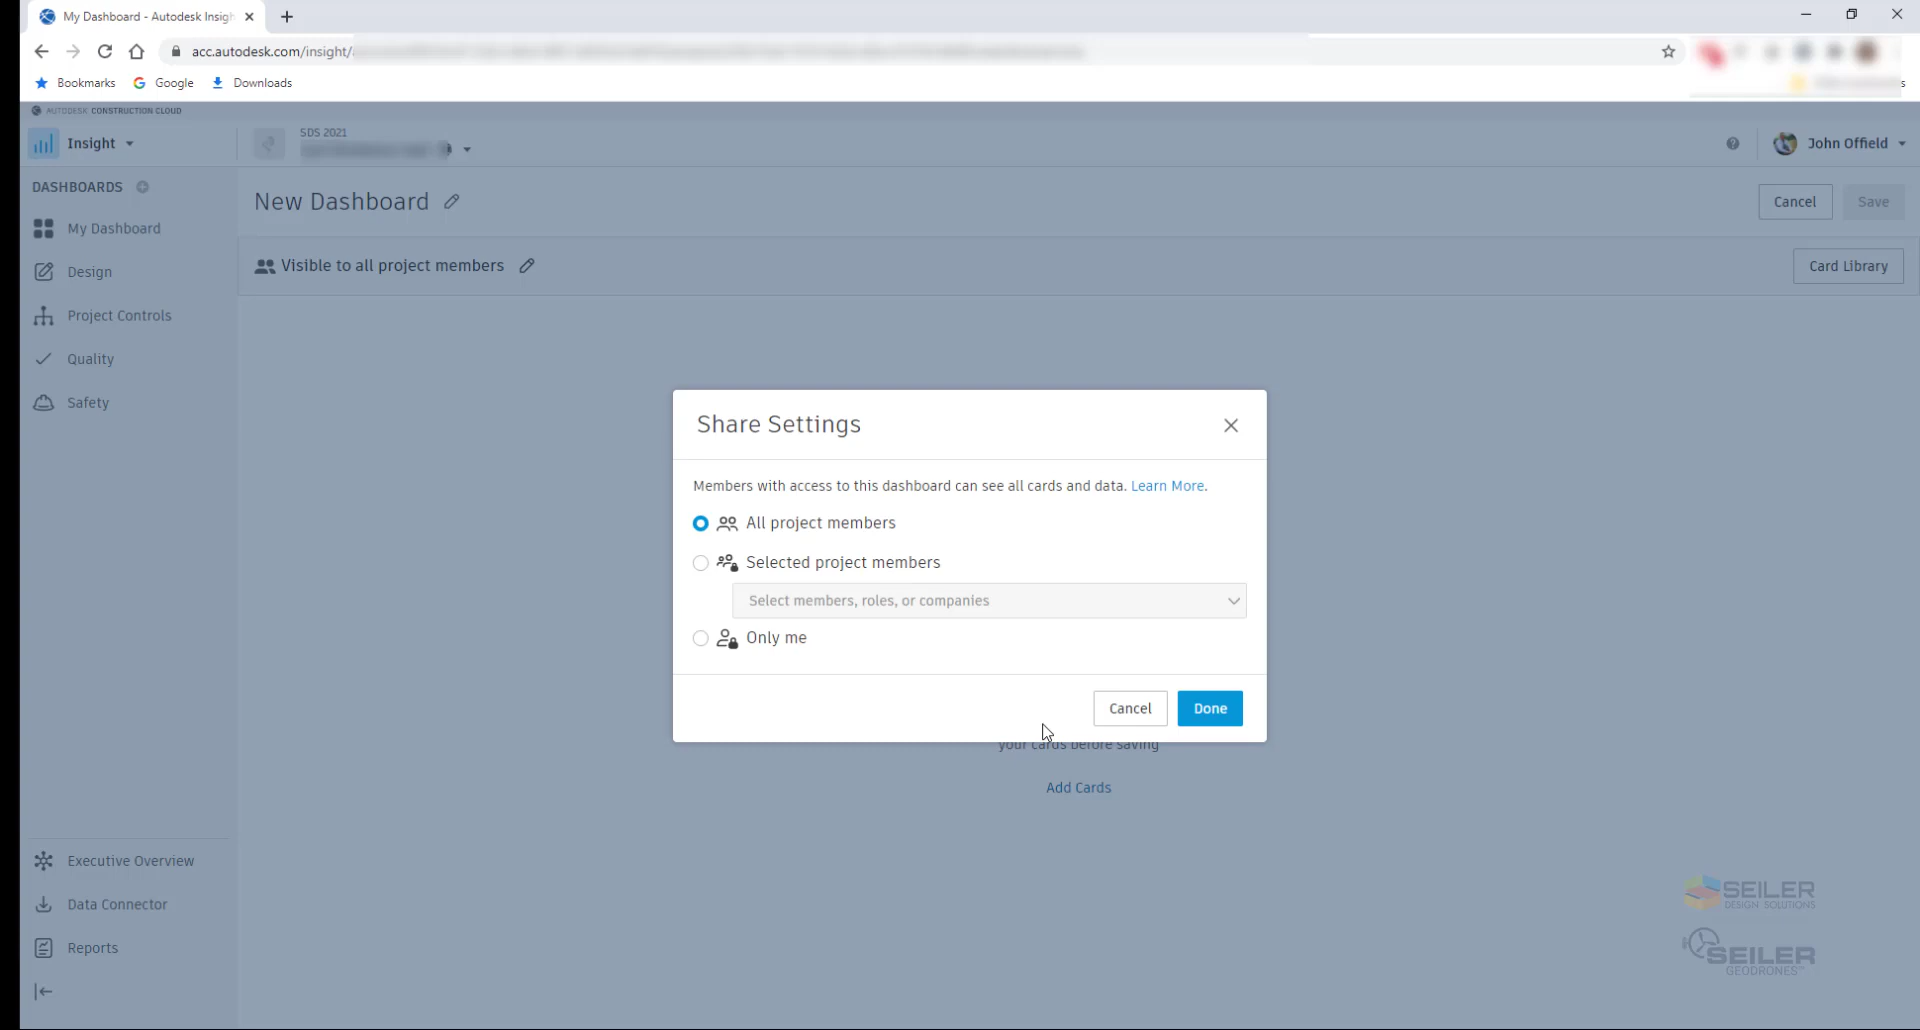 My Dashboard - Autodesk Insigh
acc.autodesk.com/insight/
Bookmarks
Google
Downloads
AUTODESK CONSTRUCTION CLOUD
Insight
SDS 2021
John Offield
DASHBOARDS
New Dashboard
Cancel
Save
My Dashboard
Visible to all project members
Card Library
Design
Project Controls
Quality
Safety
Share Settings
Members with access to this dashboard can see all cards and data. Learn More.
All project members
Selected project members
Select members, roles, or companies
Only me
Cancel
Done
your cards before saving
Add Cards
Executive Overview
Data Connector
Reports
SEILER
DESIGN SOLUTIONS
SEILER
GEODRONES